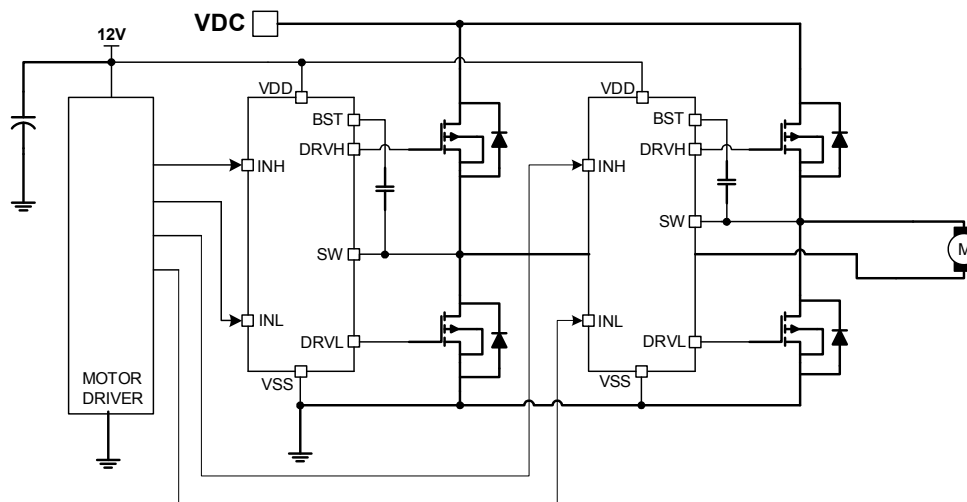 VDC
12V
VDD
BST
DRVH
INH
SW
INL
DRVL
VSS
MOTOR
DRIVER
VDD
BST
DRVH
INH
SW
INL
DRVL
VSS
M